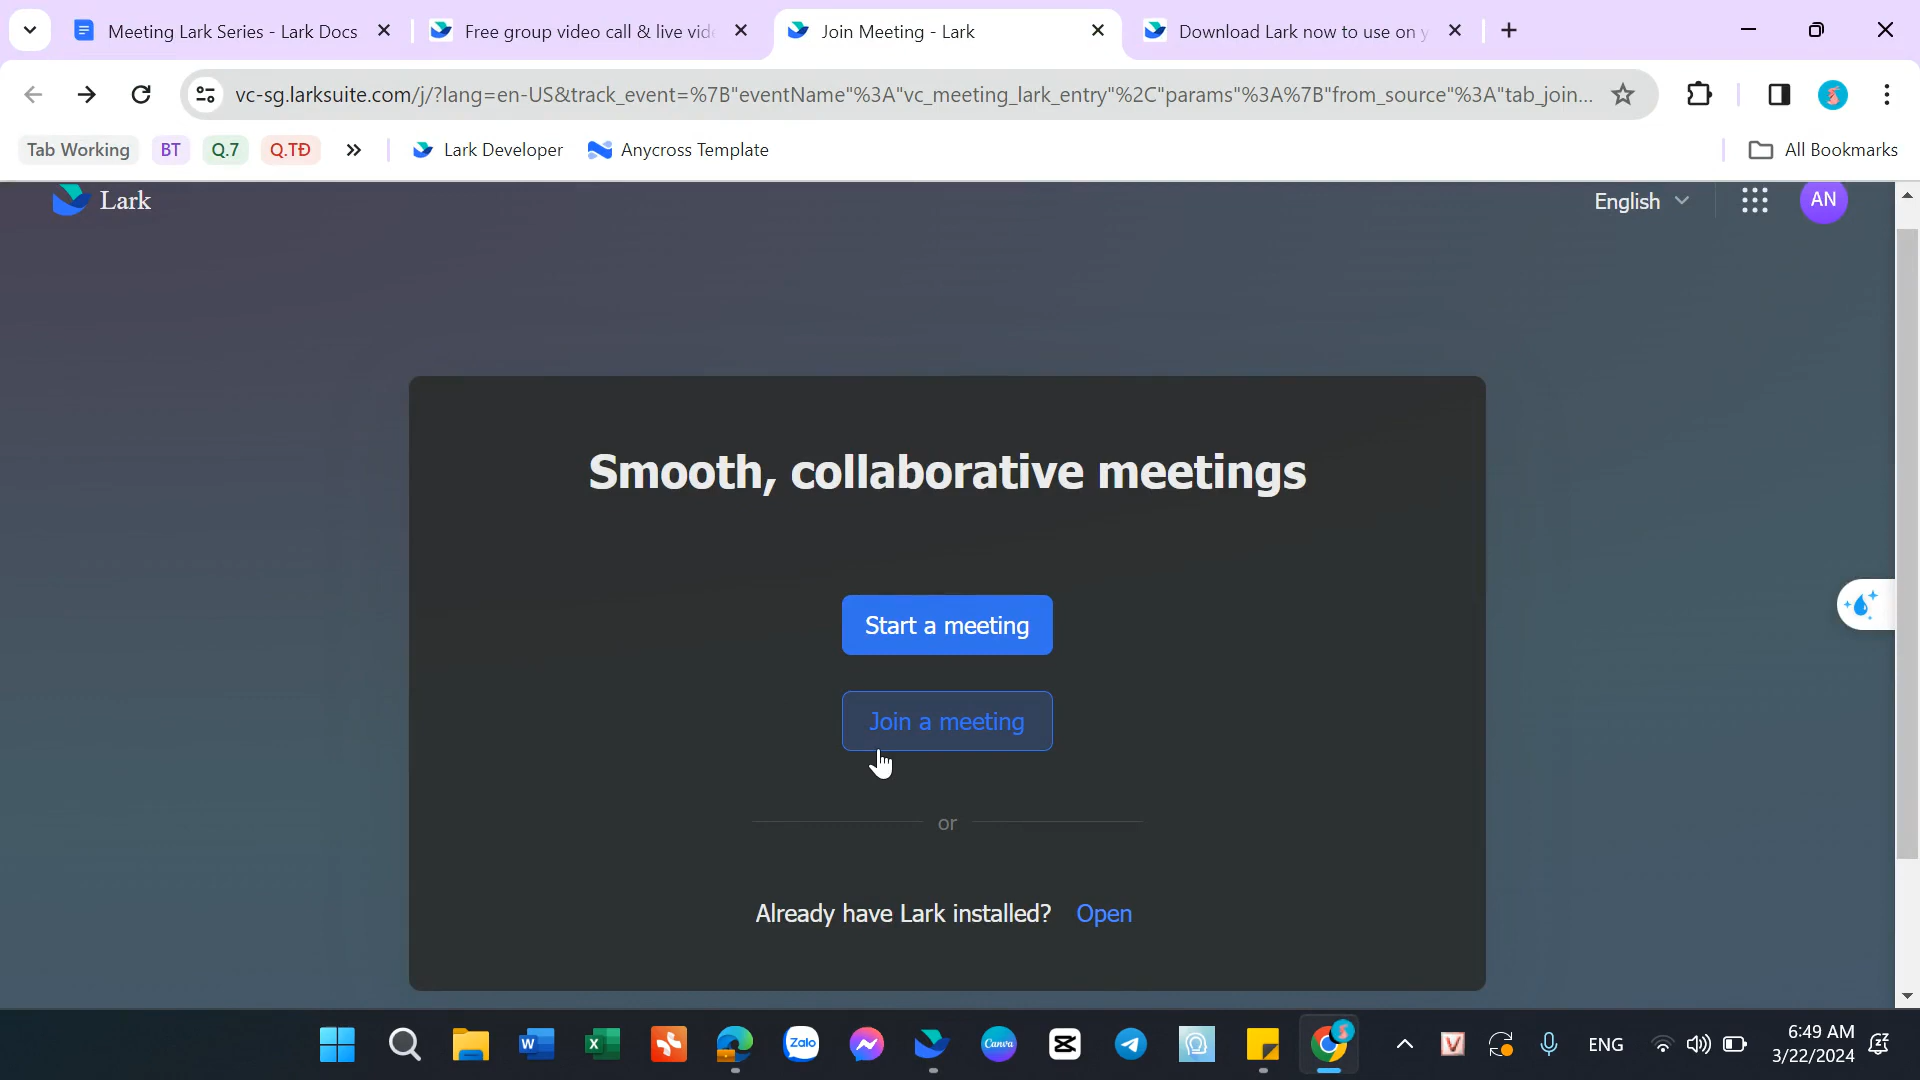 Meeting Lark Series - Lark Docs
Free group video call & live vid
Join Meeting - Lark
Download Lark now to use on y
vc-sg.larksuite.com/j/?lang=en-US&track_event=%7B"eventName"%3A"vc_meeting_lark_entry"%2C"params"%3A%7B"from_source"%3A"tab_join...
Tab Working
BT
Q.7
Q.TĐ
Lark Developer
Anycross Template
All Bookmarks
Lark
English
AN
Smooth, collaborative meetings
Start a meeting
Join a meeting
or
Already have Lark installed? Open
Zalo
Canva
ENG
6:49 AM
3/22/2024